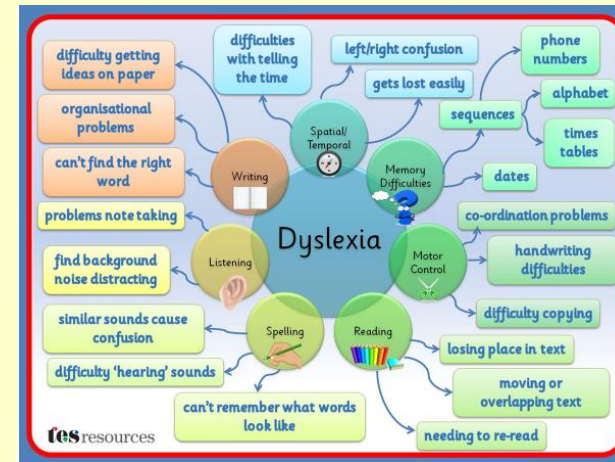 difficulty getting
ideas on paper
organisational
problems
can't find the right
word
Writing
difficulties
with telling
the time
left/right confusion
gets lost easily
Spatial/
Temporal
phone
numbers
sequences
alphabet
times
tables
dates
Memory
Difficulties
Dyslexia
co-ordination problems
handwriting
difficulties
difficulty copying
Motor
Control
problems note taking
find background
noise distracting
Listening
similar sounds cause
confusion
difficulty 'hearing' sounds
can't remember what words
look like
Spelling
Reading
losing place in text
moving or
overlapping text
needing to re-read
tes resources